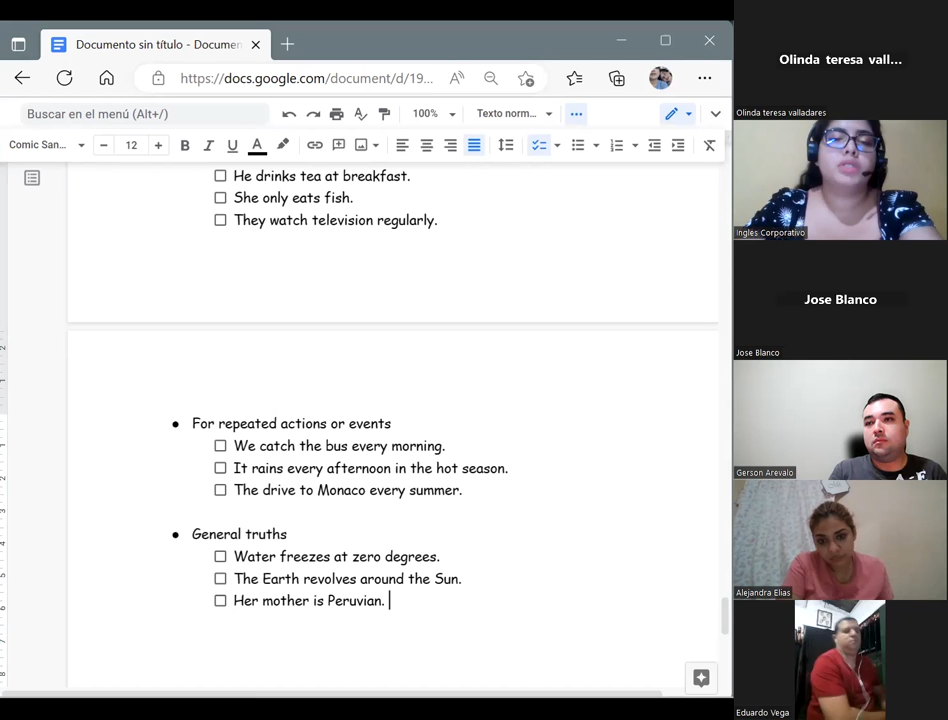 Documento sin título - Documen
https://docs.google.com/document/d/19...
Buscar en el menú (Alt+/)
100%
Texto norm...
Comic San...
12
He drinks tea at breakfast.
She only eats fish.
They watch television regularly.
For repeated actions or events
We catch the bus every morning.
It rains every afternoon in the hot season.
The drive to Monaco every summer.
General truths
Water freezes at zero degrees.
The Earth revolves around the Sun.
Her mother is Peruvian.
Olinda teresa vall...
Olinda teresa valladares
Ingles Corporativo
Jose Blanco
Jose Blanco
Gerson Arevalo
Alejandra Elias
Eduardo Vega